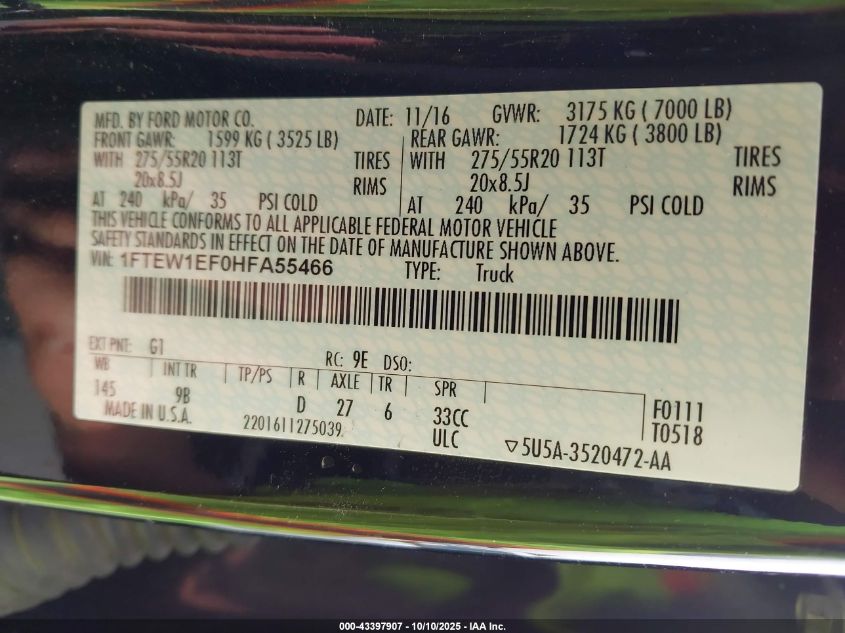 MFD. BY FORD MOTOR CO. DATE: 11/16 GVWR: 3175 KG ( 7000 LB)
FRONT GAWR: 1599 KG ( 3525 LB) REAR GAWR: 1724 KG ( 3800 LB)
WITH 275/55R20 113T TIRES WITH 275/55R20 113T TIRES
20x8.5J RIMS 20x8.5J RIMS
AT 240 kPa/ 35 PSI COLD AT 240 kPa/ 35 PSI COLD
THIS VEHICLE CONFORMS TO ALL APPLICABLE FEDERAL MOTOR VEHICLE
SAFETY STANDARDS IN EFFECT ON THE DATE OF MANUFACTURE SHOWN ABOVE.
VIN: 1FTEW1EF0HFA55466 TYPE: Truck
EXT PNT: G1 RC: 9E DSO:
WB INT TR TP/PS R AXLE TR SPR
145 9B D 27 6 33CC F0111
MADE IN U.S.A. 2201611275039 ULC T0518
▽5U5A-3520472-AA
000-43397907 - 10/10/2025 - IAA Inc.